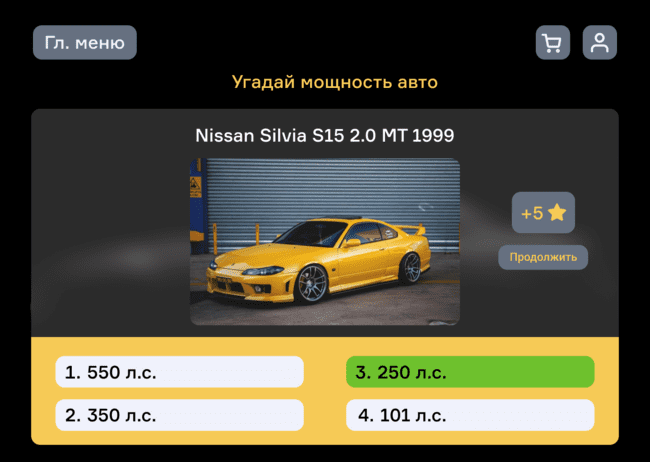 Гл. меню
Угадай мощность авто
Nissan Silvia S15 2.0 MT 1999
+5
Продолжить
1. 550 л.с.
3. 250 л.с.
2. 350 л.с.
4. 101 л.с.